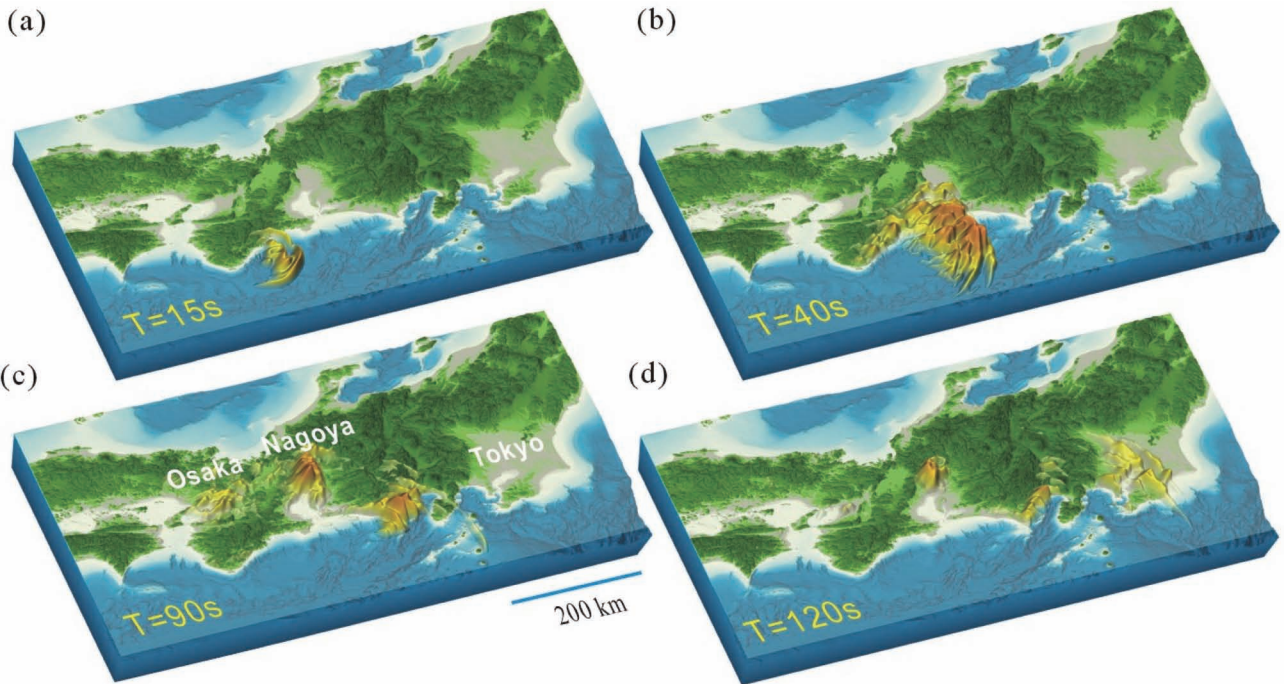 (a)
T=15s
(b)
T=40s
(c)
Osaka
Nagoya
Tokyo
T=90s
200 km
(d)
T=120s